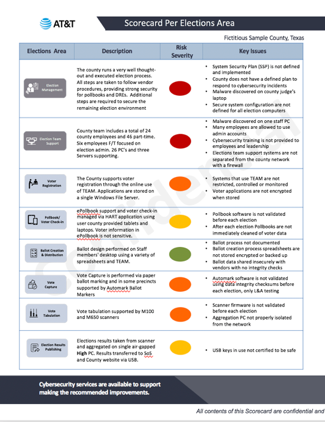 AT&T
Scorecard Per Elections Area
Fictitious Sample County, Texas
Elections Area
Description
Risk
Severity
Key Issues
Election
Management
The county runs a very well thought-
out and executed election process.
All steps are taken to follow vendor
procedures, providing strong security
for pollbooks and DREs. Additional
steps are required to secure the
remaining election environment
• System Security Plan (SSP) is not defined
and implemented
• County does not have a defined plan to
respond to cybersecurity incidents
• Malware discovered on county judge's
laptop
• Secure system configuration are not
defined for all election computers
Election Team
Support
County team includes a total of 24
county employees and 46 part-time.
Six employees F/T focused on
election admin. 26 PC's and three
Servers supporting.
• Malware discovered on one staff PC
• Many employees are allowed to use
admin accounts
• Cybersecurity training is not provided to
employees and leadership
• Elections team support systems are not
separated from the county network
with a firewall
Voter
Registration
The County supports voter
registration through the online use
of TEAM. Applications are stored on
a single Windows File Server.
• Systems that use TEAM are not
restricted, controlled or monitored
• Voter applications are not encrypted
when stored
Pollbook/
Voter Check-in
ePollbook support and voter check-in
managed via HART application using
user county provided tablets and
laptops. Voter information in
ePollbook is not sensitive.
• Pollbook software is not validated
before each election
• After each election Pollbooks are not
immediately cleaned of voter data
Ballot Creation
& Distribution
Ballot design performed on Staff
members' desktop using a variety of
spreadsheets and TEAM.
• Ballot process not documented
• Ballot creation process spreadsheets are
not stored encrypted or backed up
• Ballot data shared insecurely with
vendors with no integrity checks
Vote
Capture
Vote Capture is performed via paper
ballot marking and in some precincts
supported by Automark Ballot
Markers
• Automark software is not validated
using data integrity checksums before
each election, only L&A testing
Vote
Tabulation
Vote tabulation supported by M100
and M650 scanners
• Scanner firmware is not validated
before each election
• Aggregation PC not properly isolated
from the network
Election Results
Publishing
Elections results taken from scanner
and aggregated on single air-gapped
High PC. Results transferred to SoS
and County website via USB.
• USB keys in use not certified to be safe
Cybersecurity services are available to support
making the recommended improvements.
All contents of this Scorecard are confidential and